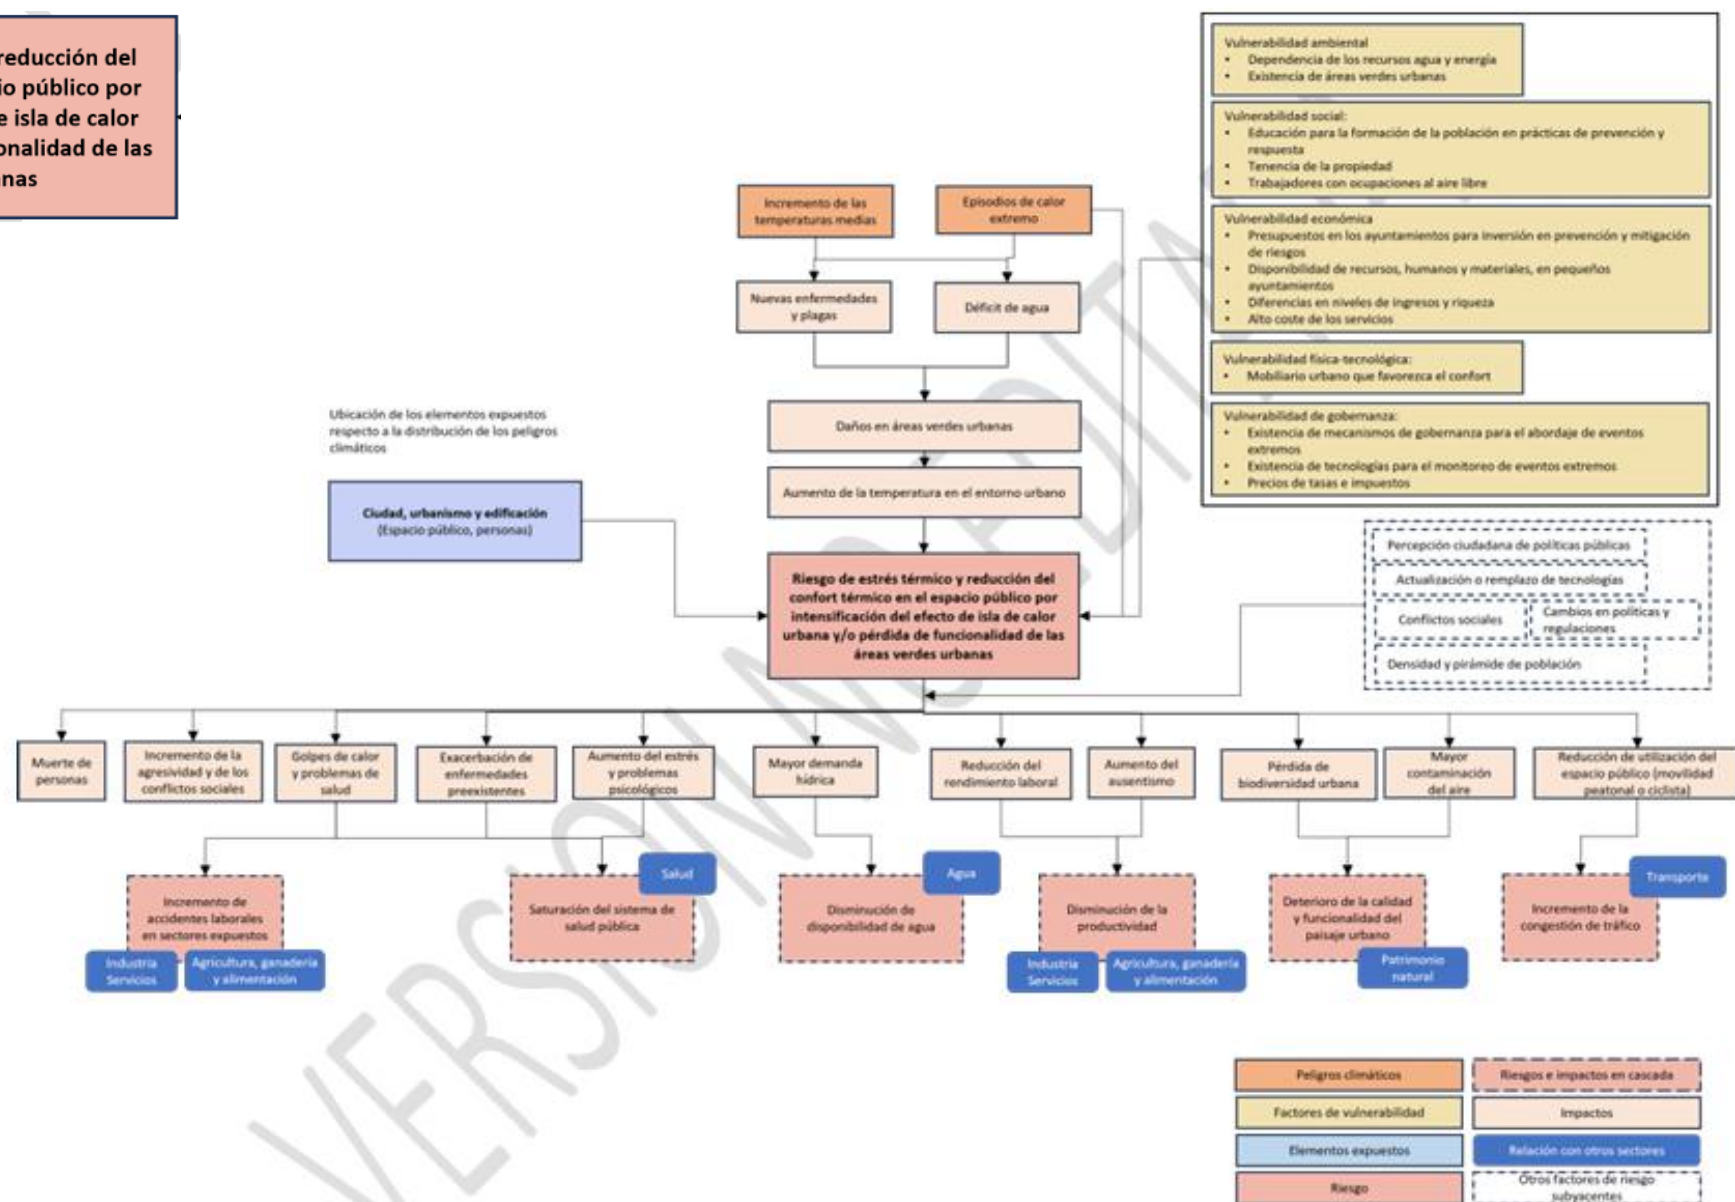 reducción del
io público por
e isla de calor
onalidad de las
nas
Vulnerabilidad ambiental
• Dependencia de los recursos agua y energía
• Existencia de áreas verdes urbanas
Vulnerabilidad social:
• Educación para la formación de la población en prácticas de prevención y
respuesta
• Tenencia de la propiedad
• Trabajadores con ocupaciones al aire libre
Vulnerabilidad económica
• Presupuestos en los ayuntamientos para inversión en prevención y mitigación
de riesgos
• Disponibilidad de recursos, humanos y materiales, en pequeños
ayuntamientos
• Diferencias en niveles de ingresos y riqueza
• Alto coste de los servicios
Vulnerabilidad física-tecnológica:
• Mobiliario urbano que favorezca el confort
Vulnerabilidad de gobernanza:
• Existencia de mecanismos de gobernanza para el abordaje de eventos
extremos
• Existencia de tecnologías para el monitoreo de eventos extremos
• Precios de tasas e impuestos
Incremento de las
temperaturas medias
Episodios de calor
extremo
Nuevas enfermedades
y plagas
Déficit de agua
Daños en áreas verdes urbanas
Aumento de la temperatura en el entorno urbano
Ubicación de los elementos expuestos
respecto a la distribución de los peligros
climáticos
Ciudad, urbanismo y edificación
(Espacio público, personas)
Riesgo de estrés térmico y reducción del
confort térmico en el espacio público por
intensificación del efecto de isla de calor
urbana y/o pérdida de funcionalidad de las
áreas verdes urbanas
Percepción ciudadana de políticas públicas
Actualización o remplazo de tecnologías
Conflictos sociales
Cambios en políticas y
regulaciones
Densidad y pirámide de población
Muerte de
personas
Incremento de la
agresividad y de los
conflictos sociales
Golpes de calor
y problemas de
salud
Exacerbación de
enfermedades
preexistentes
Aumento del estrés
y problemas
psicológicos
Mayor demanda
hídrica
Reducción del
rendimiento laboral
Aumento del
ausentismo
Pérdida de
biodiversidad urbana
Mayor
contaminación
del aire
Reducción de utilización del
espacio público (movilidad
peatonal o ciclista)
Incremento de
accidentes laborales
en sectores expuestos
Industria
Servicios
Agricultura, ganadería
y alimentación
Salud
Saturación del sistema de
salud pública
Agua
Disminución de
disponibilidad de agua
Disminución de la
productividad
Industria
Servicios
Agricultura, ganadería
y alimentación
Deterioro de la calidad
y funcionalidad del
paisaje urbano
Patrimonio
natural
Transporte
Incremento de la
congestión de tráfico
Peligros climáticos
Riesgos e impactos en cascada
Factores de vulnerabilidad
Impactos
Elementos expuestos
Relación con otros sectores
Riesgo
Otros factores de riesgo
subyacentes